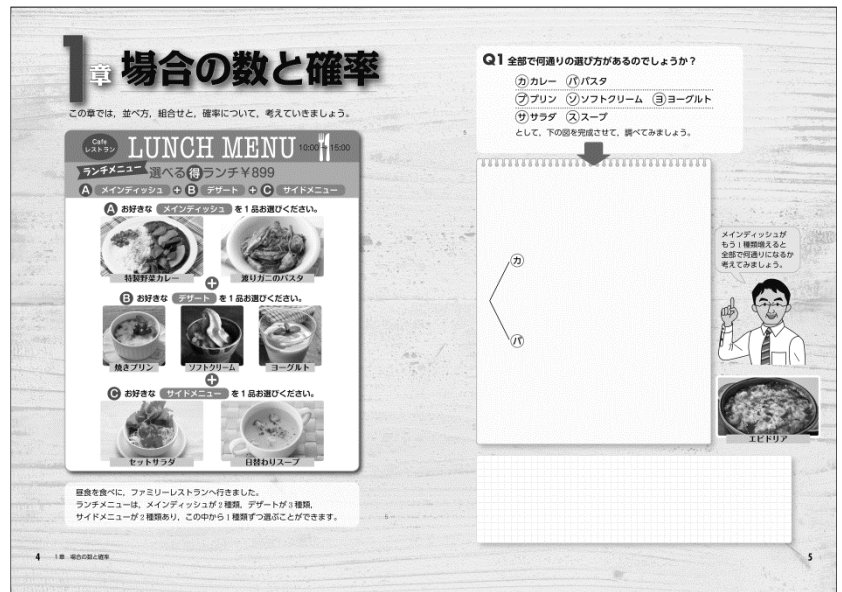 1章 場合の数と確率
この章では，並べ方，組合せと，確率について，考えていきましょう。
Cafe
レストラン
LUNCH MENU
10:00 15:00
ランチメニュー 選べる得ランチ¥899
A メインディッシュ + B デザート + C サイドメニュー
A お好きな メインディッシュ を1品お選びください。
特製野菜カレー 渡りガニのパスタ
+
B お好きな デザート を1品お選びください。
焼きプリン ソフトクリーム ヨーグルト
+
C お好きな サイドメニュー を1品お選びください。
セットサラダ 日替わりスープ
昼食を食べに，ファミリーレストランへ行きました。
ランチメニューは，メインディッシュが2種類，デザートが3種類，
サイドメニューが2種類あり，この中から1種類ずつ選ぶことができます。
4 1章 場合の数と確率
Q1 全部で何通りの選び方があるのでしょうか？
カ カレー パ パスタ
プ プリン ソ ソフトクリーム ヨ ヨーグルト
サ サラダ ス スープ
として，下の図を完成させて，調べてみましょう。
カ
パ
メインディッシュが
もう1種類増えると
全部で何通りになるか
考えてみましょう。
エビドリア
5